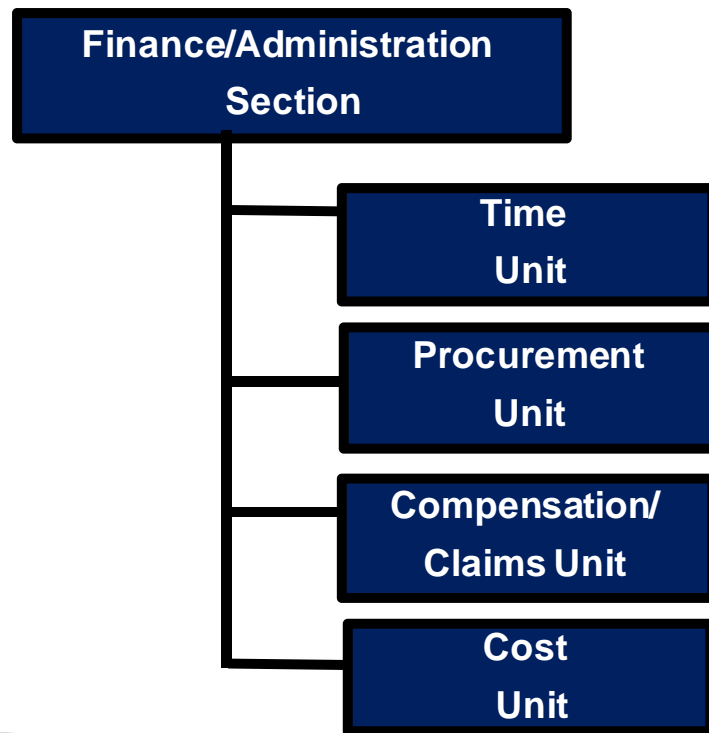 Finance/Administration
Section
Time
Unit
Procurement
Unit
Compensation/
Claims Unit
Cost
Unit